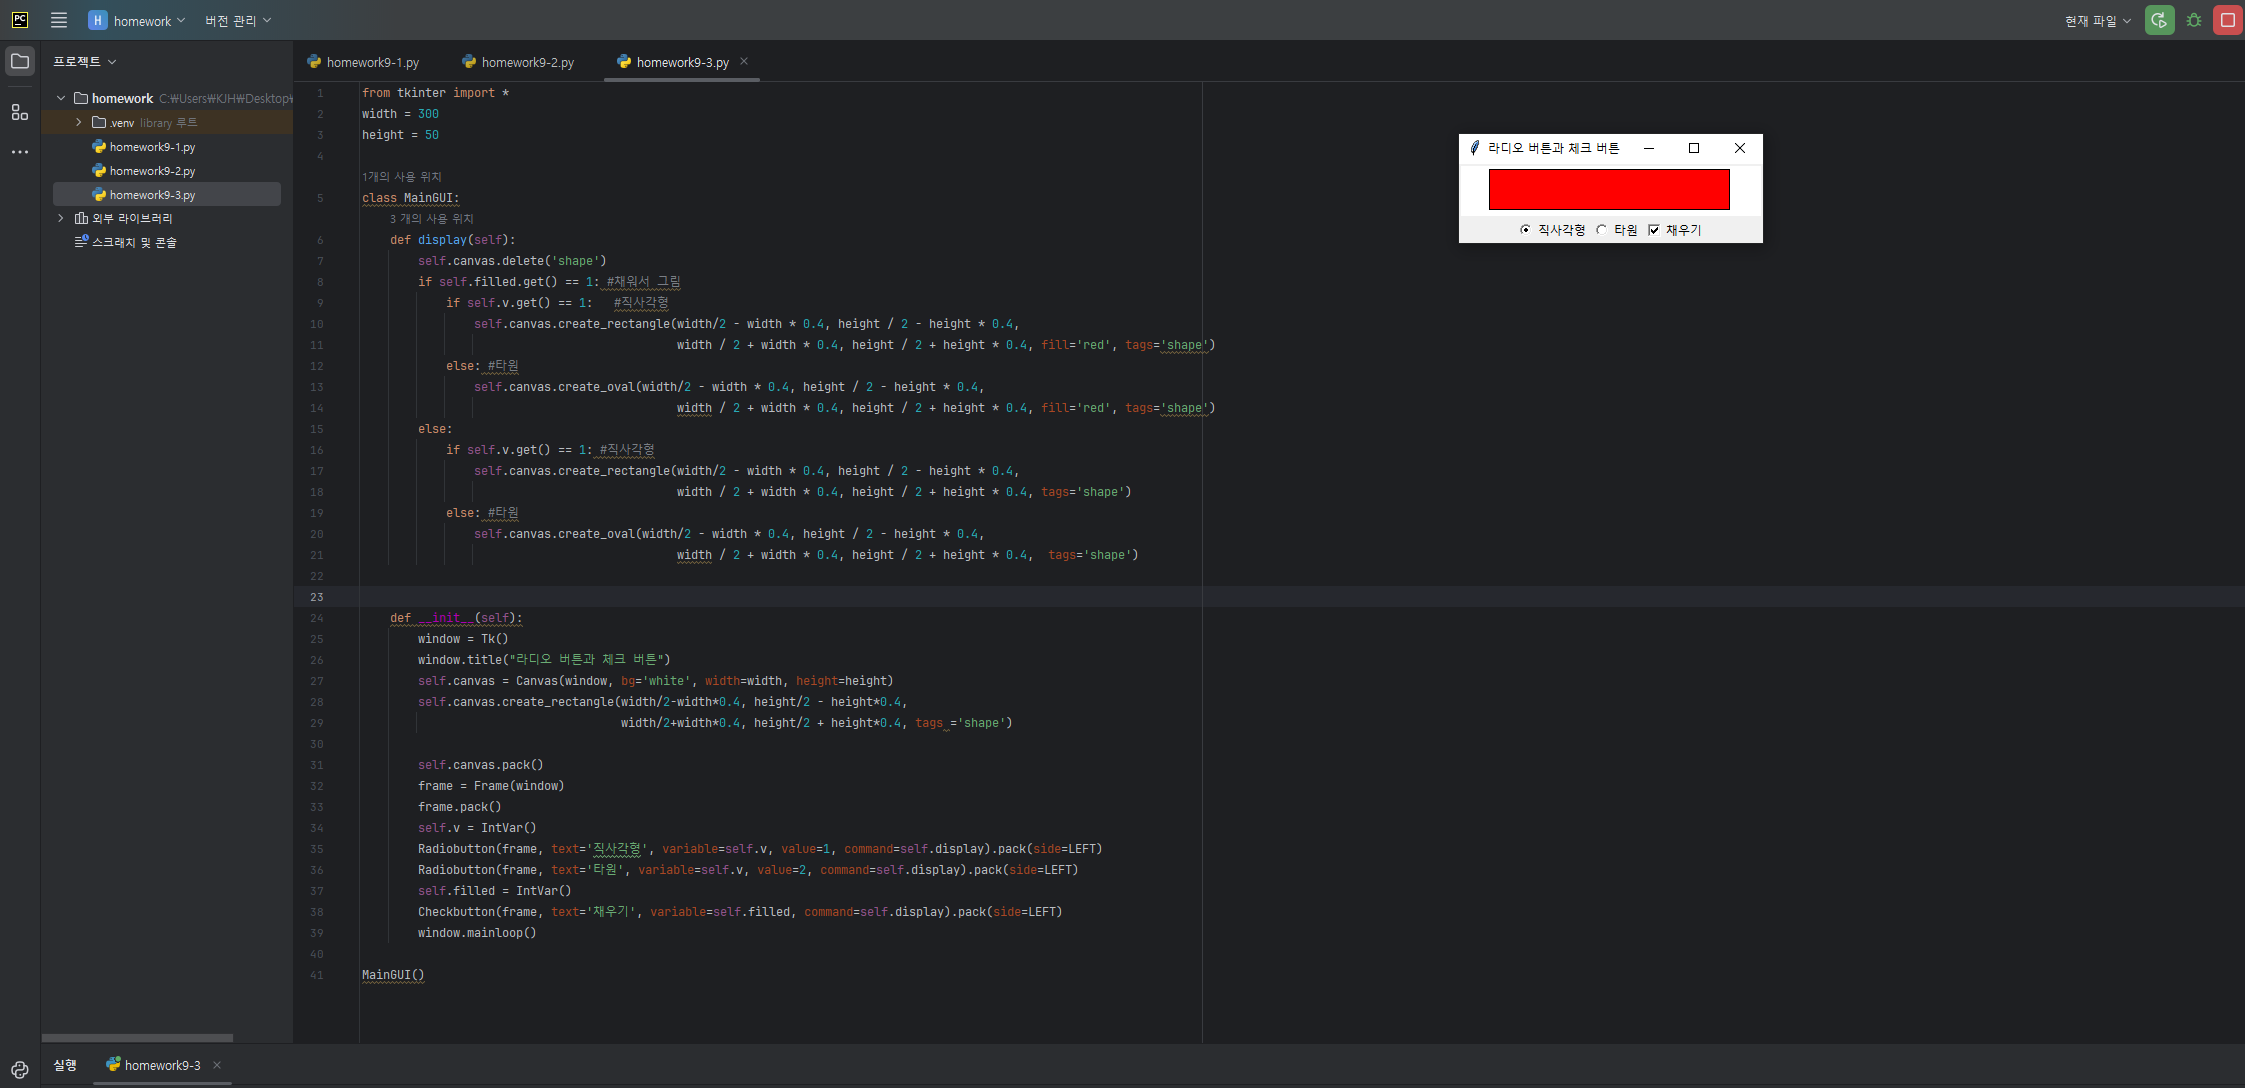 PC
H homework 버전 관리 현재 파일
프로젝트
homework C:₩Users₩KJH₩Desktop₩
.venv library 루트
homework9-1.py
homework9-2.py
homework9-3.py
외부 라이브러리
스크래치 및 콘솔
homework9-1.py homework9-2.py homework9-3.py
1 from tkinter import *
2 width = 300
3 height = 50
4
1개의 사용 위치
5 class MainGUI:
3 개의 사용 위치
6 def display(self):
7 self.canvas.delete('shape')
8 if self.filled.get() == 1: #채워서 그림
9 if self.v.get() == 1: #직사각형
10 self.canvas.create_rectangle(width/2 - width * 0.4, height / 2 - height * 0.4,
11 width / 2 + width * 0.4, height / 2 + height * 0.4, fill='red', tags='shape')
12 else: #타원
13 self.canvas.create_oval(width/2 - width * 0.4, height / 2 - height * 0.4,
14 width / 2 + width * 0.4, height / 2 + height * 0.4, fill='red', tags='shape')
15 else:
16 if self.v.get() == 1: #직사각형
17 self.canvas.create_rectangle(width/2 - width * 0.4, height / 2 - height * 0.4,
18 width / 2 + width * 0.4, height / 2 + height * 0.4, tags='shape')
19 else: #타원
20 self.canvas.create_oval(width/2 - width * 0.4, height / 2 - height * 0.4,
21 width / 2 + width * 0.4, height / 2 + height * 0.4,  tags='shape')
22
23
24 def __init__(self):
25 window = Tk()
26 window.title("라디오 버튼과 체크 버튼")
27 self.canvas = Canvas(window, bg='white', width=width, height=height)
28 self.canvas.create_rectangle(width/2-width*0.4, height/2 - height*0.4,
29 width/2+width*0.4, height/2 + height*0.4, tags ='shape')
30
31 self.canvas.pack()
32 frame = Frame(window)
33 frame.pack()
34 self.v = IntVar()
35 Radiobutton(frame, text='직사각형', variable=self.v, value=1, command=self.display).pack(side=LEFT)
36 Radiobutton(frame, text='타원', variable=self.v, value=2, command=self.display).pack(side=LEFT)
37 self.filled = IntVar()
38 Checkbutton(frame, text='채우기', variable=self.filled, command=self.display).pack(side=LEFT)
39 window.mainloop()
40
41 MainGUI()
라디오 버튼과 체크 버튼
직사각형 타원 채우기
실행 homework9-3